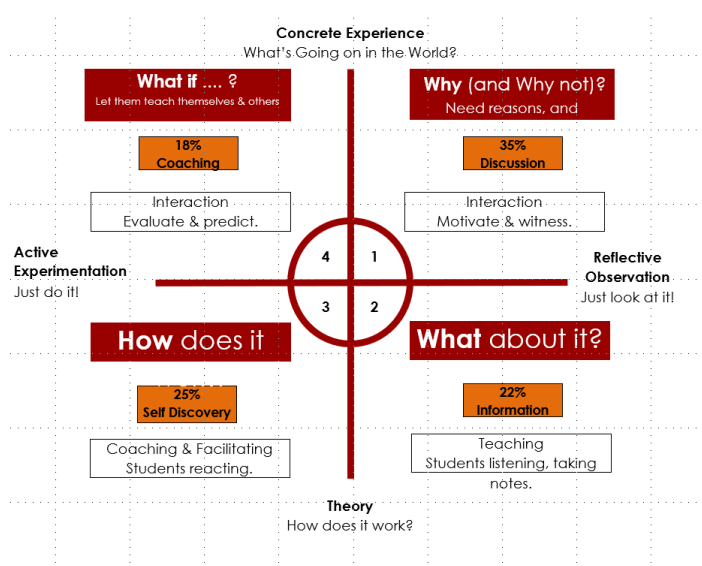 Concrete Experience
What's Going on in the World?
What if .... ?
Let them teach themselves & others
18%
Coaching
Interaction
Evaluate & predict.
Why (and Why not)?
Need reasons, and
35%
Discussion
Interaction
Motivate & witness.
Active
Experimentation
Just do it!
4
1
3
2
Reflective
Observation
Just look at it!
How does it
25%
Self Discovery
Coaching & Facilitating
Students reacting.
What about it?
22%
Information
Teaching
Students listening, taking
notes.
Theory
How does it work?